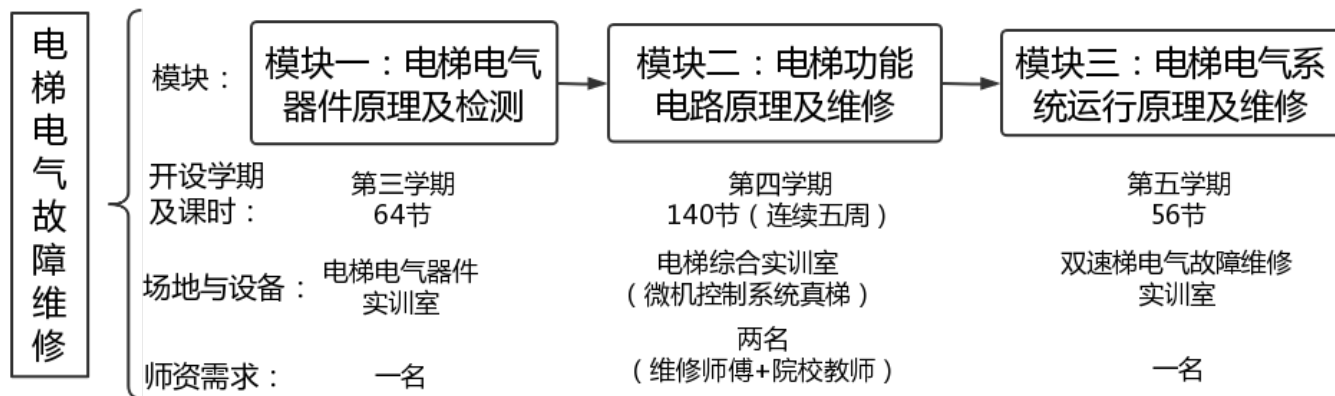 电梯电气故障维修
模块：
模块一：电梯电气
器件原理及检测
模块二：电梯功能
电路原理及维修
模块三：电梯电气系
统运行原理及维修
开设学期
及课时：
第三学期
64节
第四学期
140节（连续五周）
第五学期
56节
场地与设备：
电梯电气器件
实训室
电梯综合实训室
（微机控制系统真梯）
双速梯电气故障维修
实训室
师资需求：
一名
两名
（维修师傅+院校教师）
一名